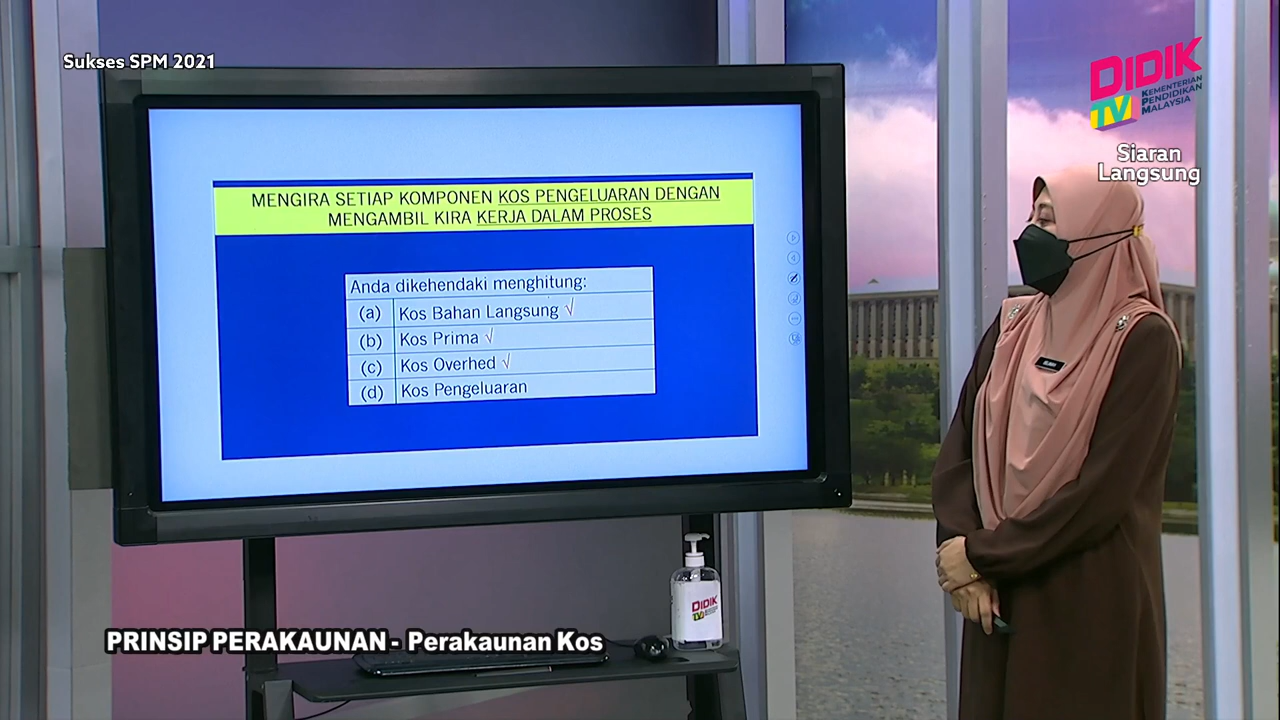 Sukses SPM 2021
DIDIK
TV
KEMENTERIAN
PENDIDIKAN
MALAYSIA
Siaran
Langsung
MENGIRA SETIAP KOMPONEN KOS PENGELUARAN DENGAN
MENGAMBIL KIRA KERJA DALAM PROSES
Anda dikehendaki menghitung:
(a) Kos Bahan Langsung √
(b) Kos Prima √
(c) Kos Overhed √
(d) Kos Pengeluaran
DIDIK
TV
PRINSIP PERAKAUNAN - Perakaunan Kos